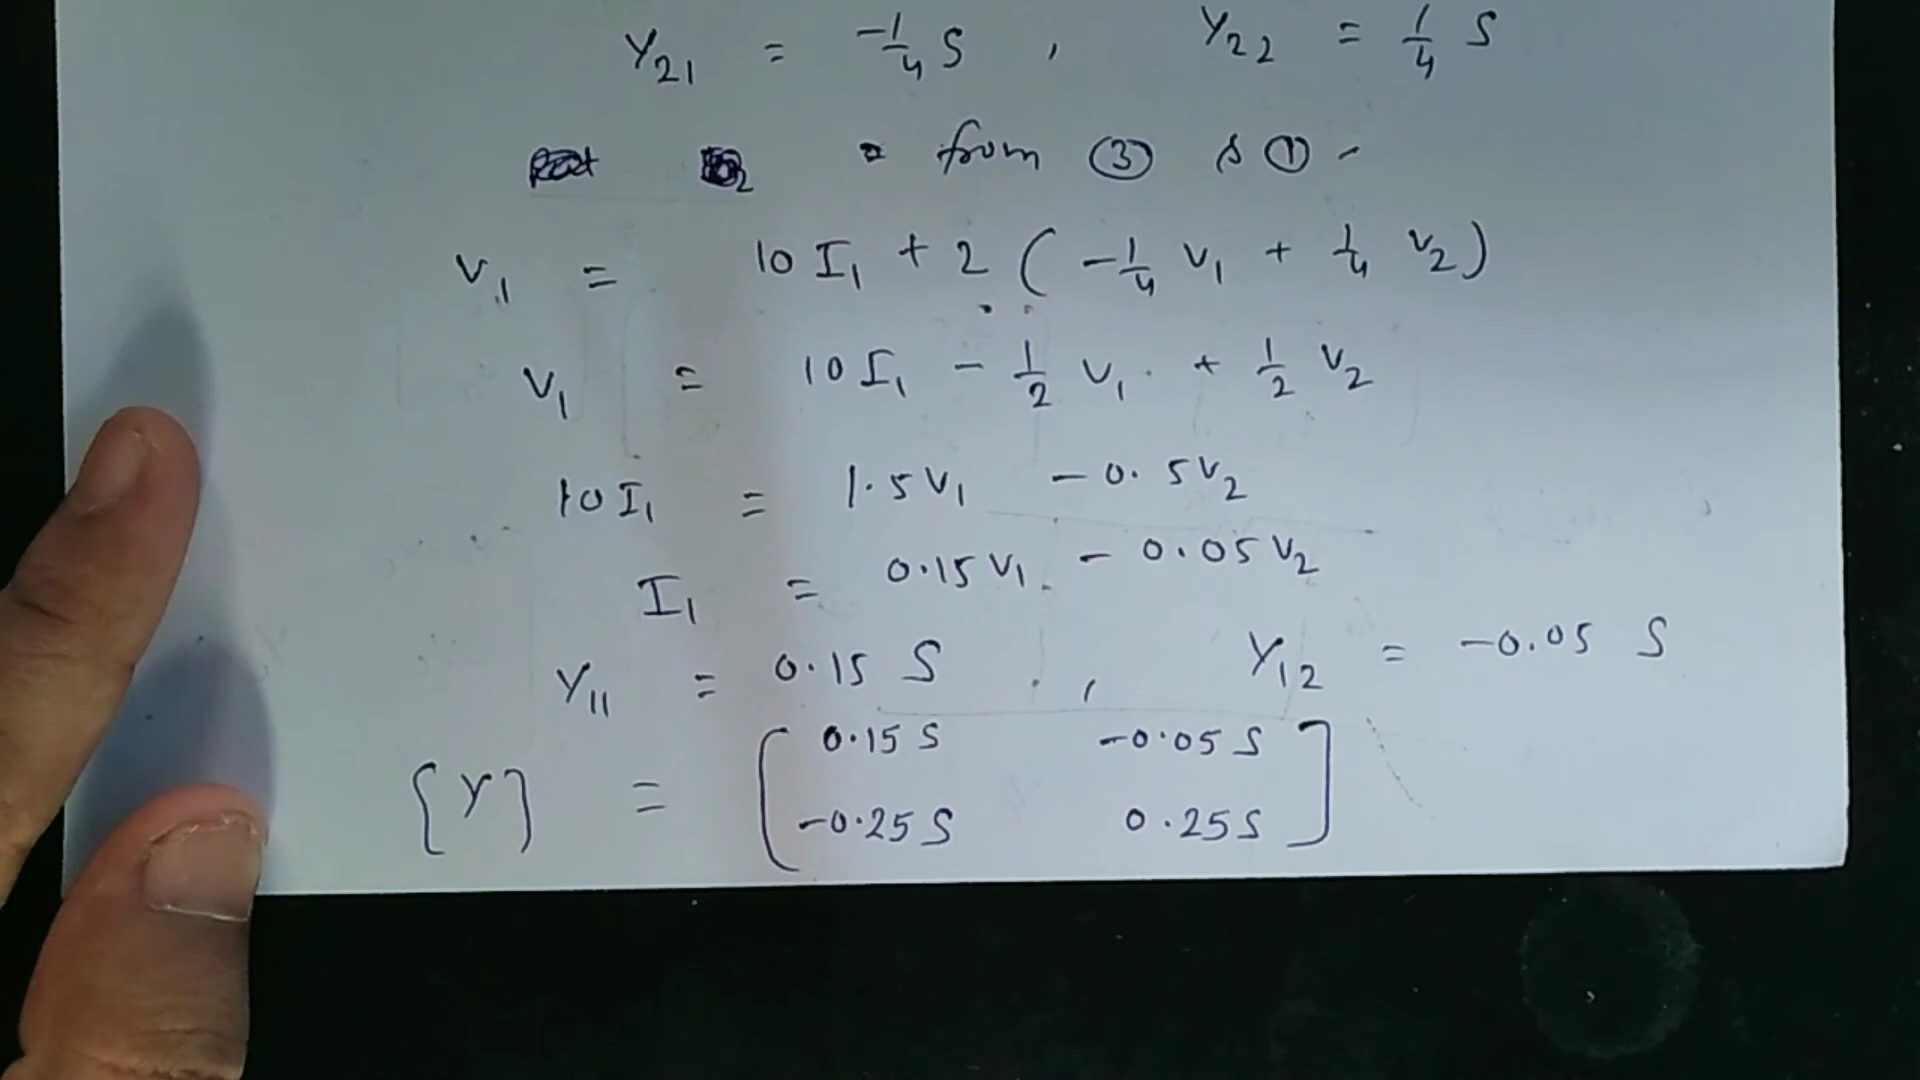 Y21 = -1/4 S , Y22 = 1/4 S
from ③ & ① -
V1 = 10 I1 + 2 ( -1/4 V1 + 1/4 V2 )
V1 = 10 I1 - 1/2 V1 + 1/2 V2
10 I1 = 1.5 V1 - 0.5 V2
I1 = 0.15 V1 - 0.05 V2
Y11 = 0.15 S , Y12 = -0.05 S
[Y] = [ 0.15 S -0.05 S
-0.25 S 0.25 S ]